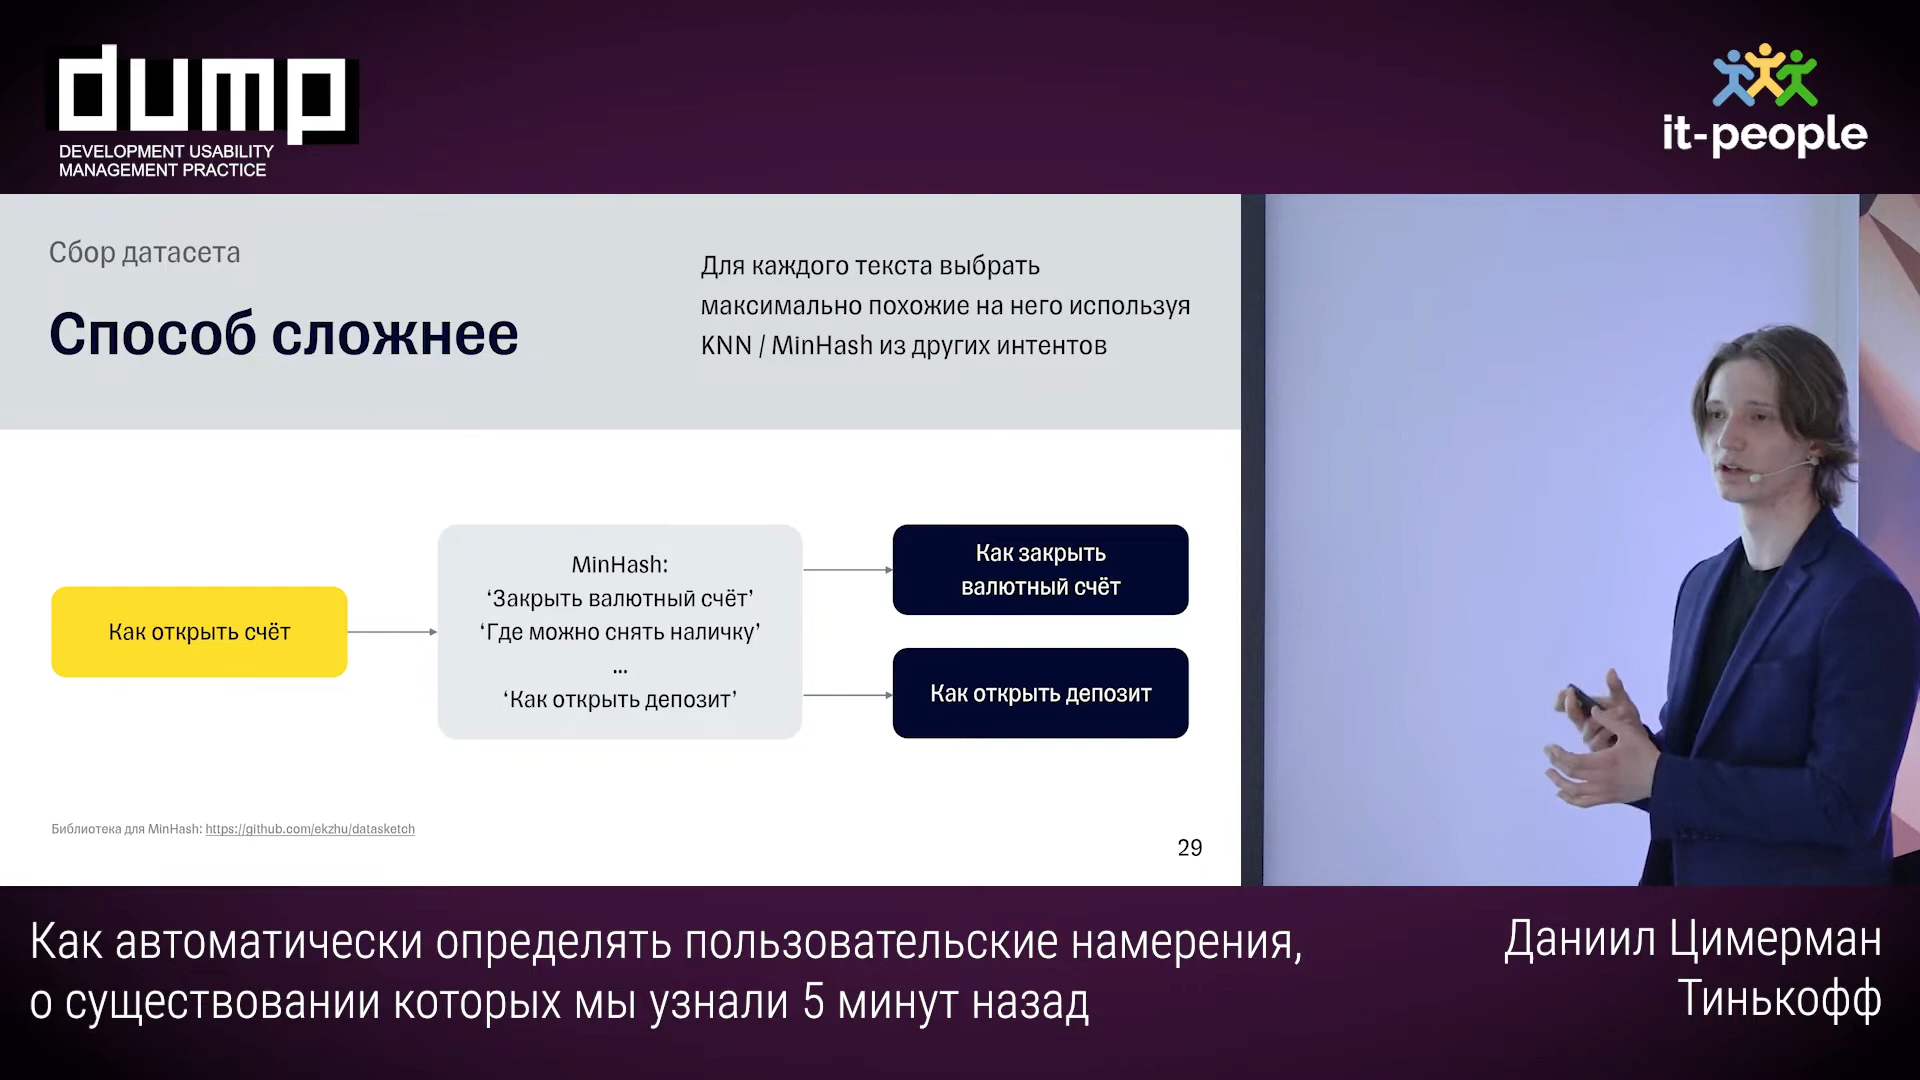 dump
DEVELOPMENT USABILITY
MANAGEMENT PRACTICE
it-people
Сбор датасета
Способ сложнее
Для каждого текста выбрать
максимально похожие на него используя
KNN / MinHash из других интентов
Как открыть счёт
MinHash:
‘Закрыть валютный счёт’
‘Где можно снять наличку’
...
‘Как открыть депозит’
Как закрыть
валютный счёт
Как открыть депозит
Библиотека для MinHash: https://github.com/ekzhu/datasketch
29
Как автоматически определять пользовательские намерения,
о существовании которых мы узнали 5 минут назад
Даниил Цимерман
Тинькофф